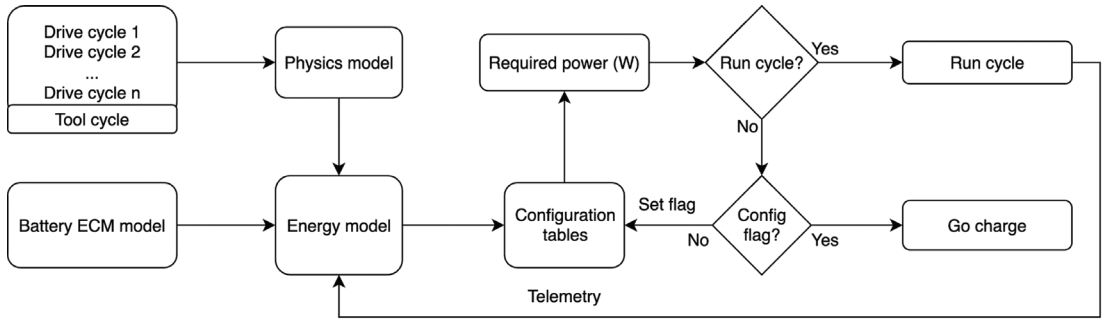 Drive cycle 1
Drive cycle 2
...
Drive cycle n
Tool cycle
Physics model
Required power (W)
Run cycle?
Yes
Run cycle
No
Battery ECM model
Energy model
Configuration
tables
Set flag
No
Config
flag?
Yes
Go charge
Telemetry